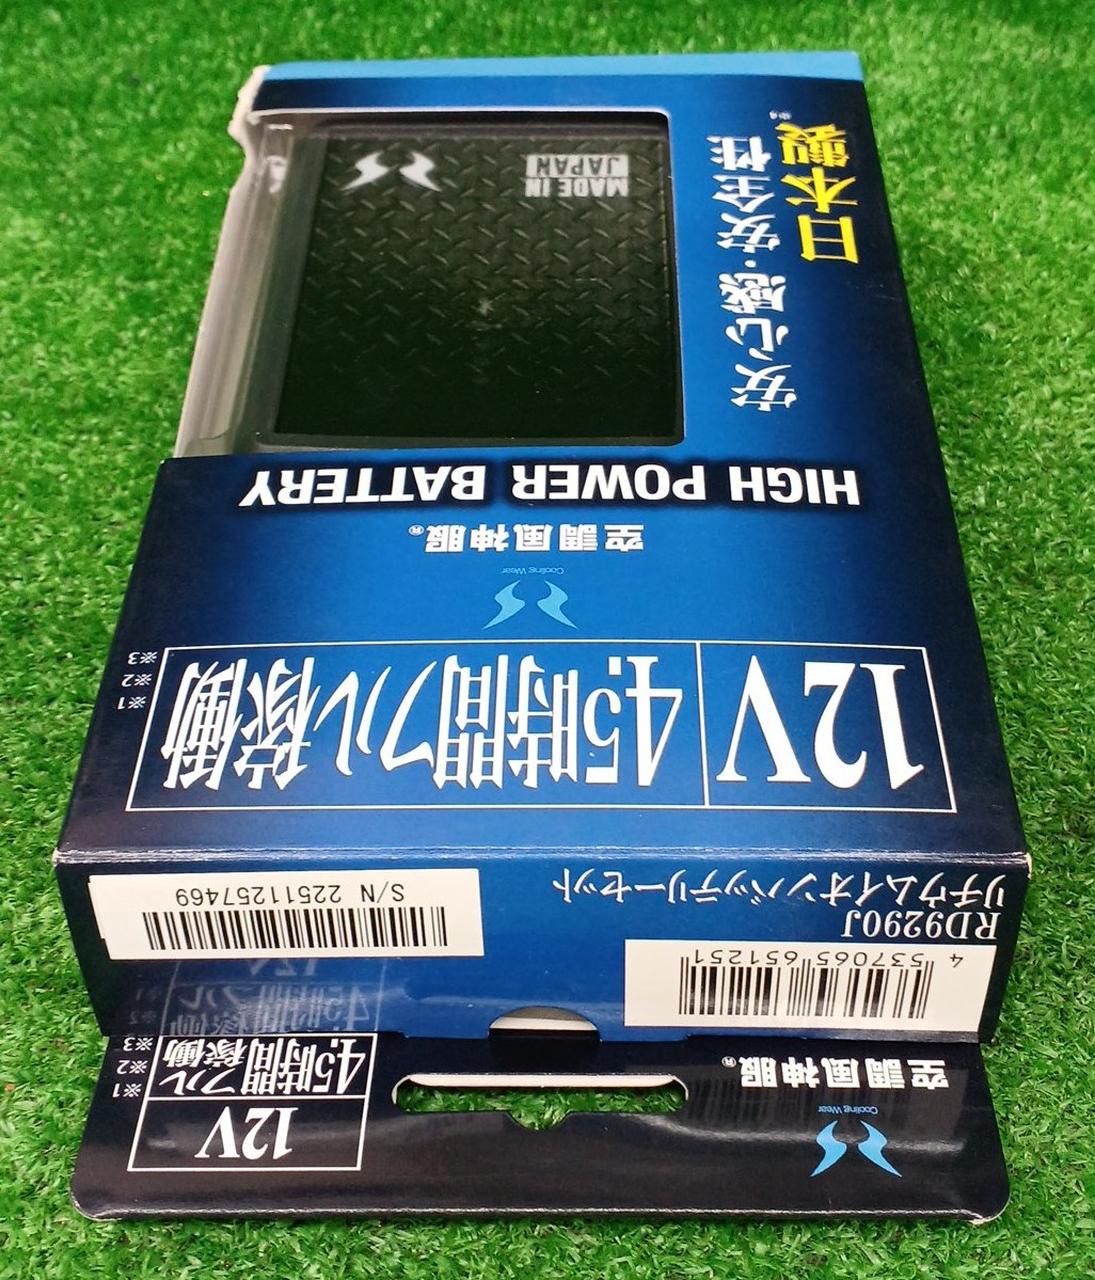 空調風神服®
Cooling Wear
12V
4.5時間
フル稼働
※1
※2
※3
4 537065 651251
S/N 22511257469
RD9290J
リチウムイオンバッテリーセット
12V 4.5時間フル稼働
※1
※2
※3
Cooling Wear
空調風神服®
HIGH POWER BATTERY
日本製
安心感・安全性
MADE IN
JAPAN